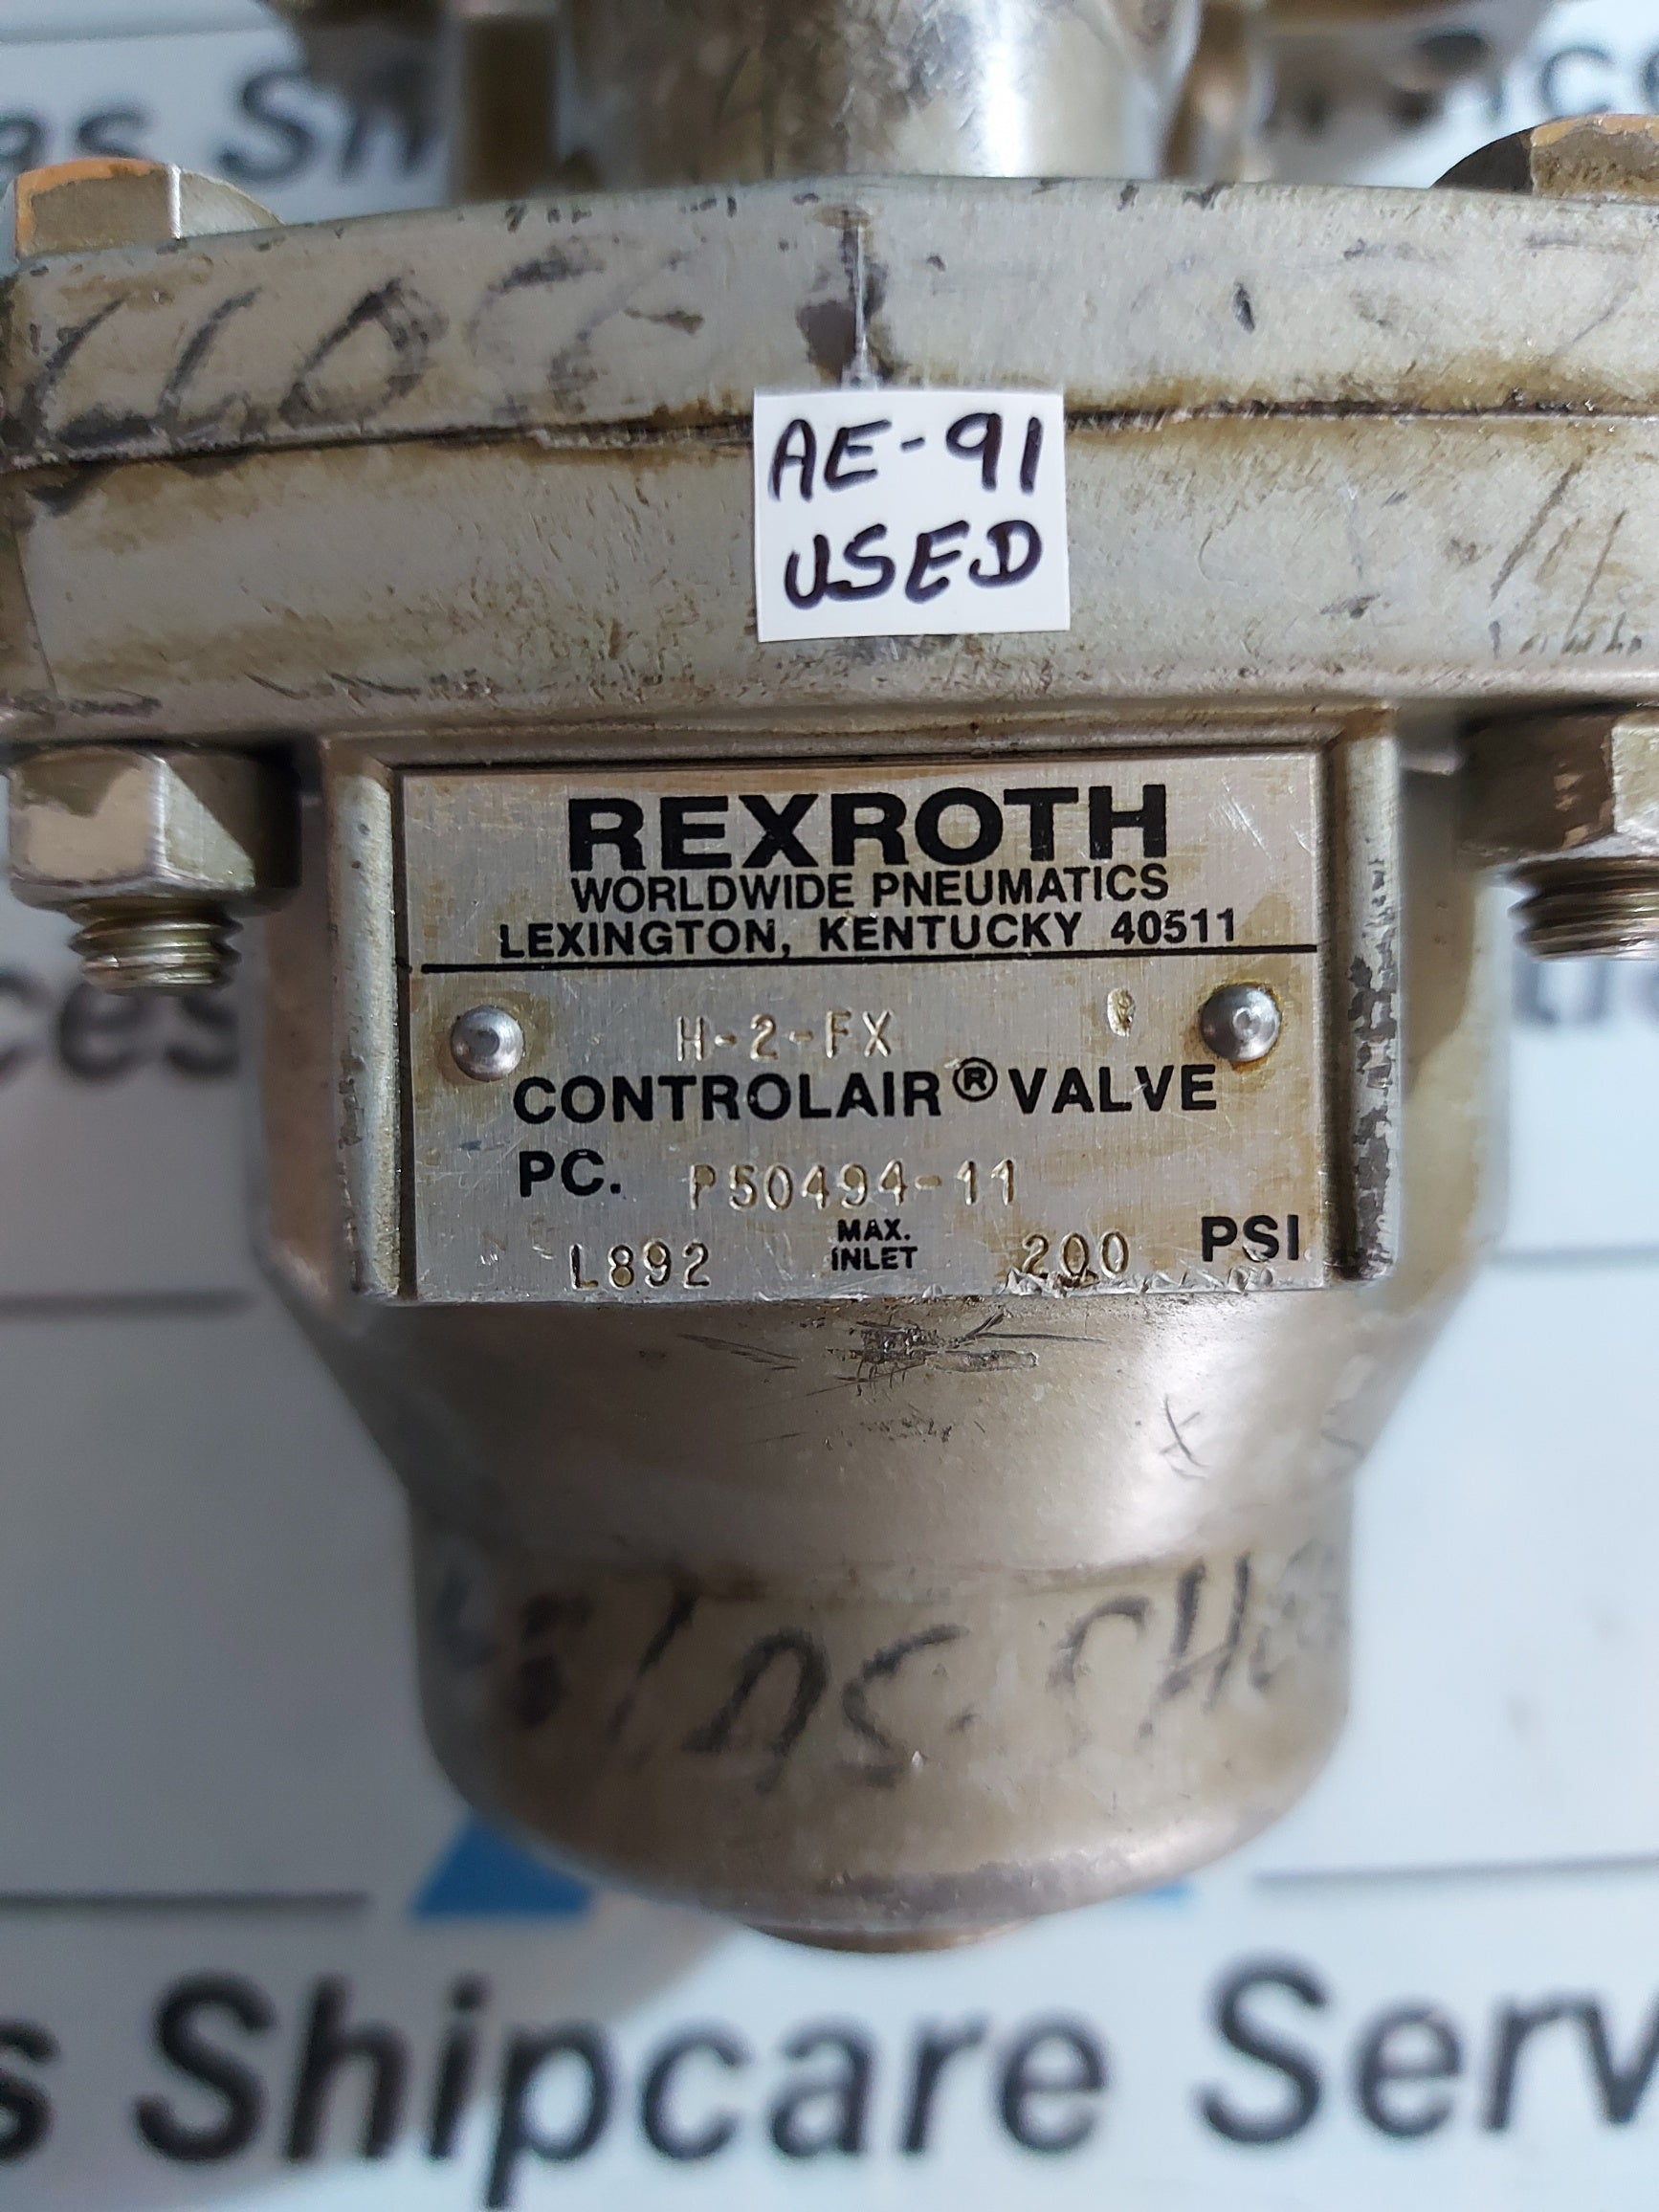 AE-91
USED
REXROTH
WORLDWIDE PNEUMATICS
LEXINGTON, KENTUCKY 40511
H-2-FX
CONTROLAIR® VALVE
PC. P50494-11
L892 MAX. INLET 200 PSI
Shipcare